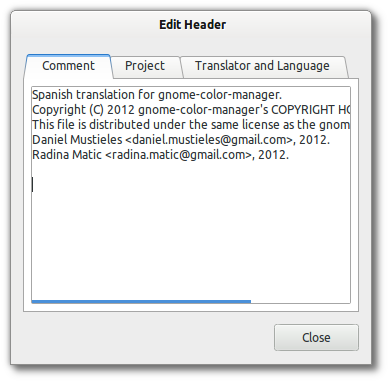 Edit Header
Comment
Project
Translator and Language
Spanish translation for gnome-color-manager.
Copyright (C) 2012 gnome-color-manager's COPYRIGHT HO
This file is distributed under the same license as the gnom
Daniel Mustieles <daniel.mustieles@gmail.com>, 2012.
Radina Matic <radina.matic@gmail.com>, 2012.
Close